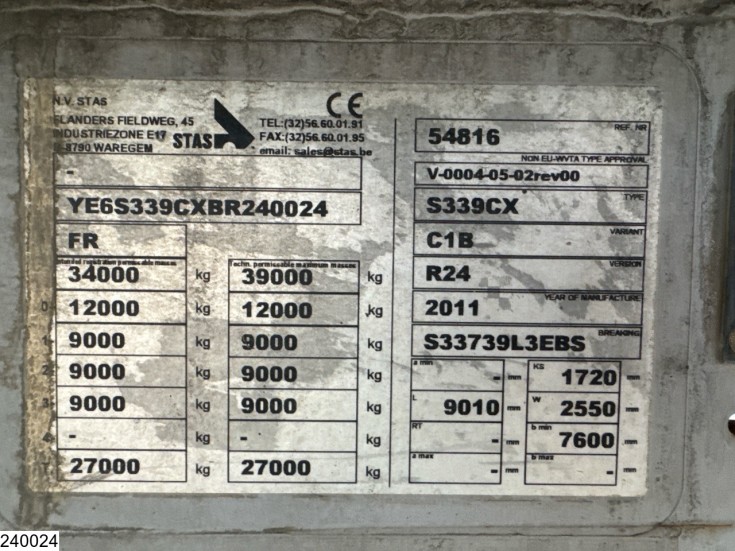 N.V. STAS
FLANDERS FIELDWEG, 45
INDUSTRIEZONE E17
B-8790 WAREGEM
STAS
CE
TEL:(32)56.60.01.91
FAX:(32)56.60.01.95
email: sales@stas.be
-
YE6S339CXBR240024
FR
Intended registration permissable masses
Techn. permissable maximum masses
34000 kg 39000 kg
0 12000 kg 12000 kg
1 9000 kg 9000 kg
2 9000 kg 9000 kg
3 9000 kg 9000 kg
4 - kg - kg
T 27000 kg 27000 kg
54816 REF. NR
NON EU-WVTA TYPE APPROVAL
V-0004-05-02rev00
S339CX TYPE
C1B VARIANT
R24 VERSION
2011 YEAR OF MANUFACTURE
S33739L3EBS BREAKING
a min - mm KS 1720 mm
L 9010 mm W 2550 mm
RT - mm b min 7600 mm
a max - mm b max - mm
240024